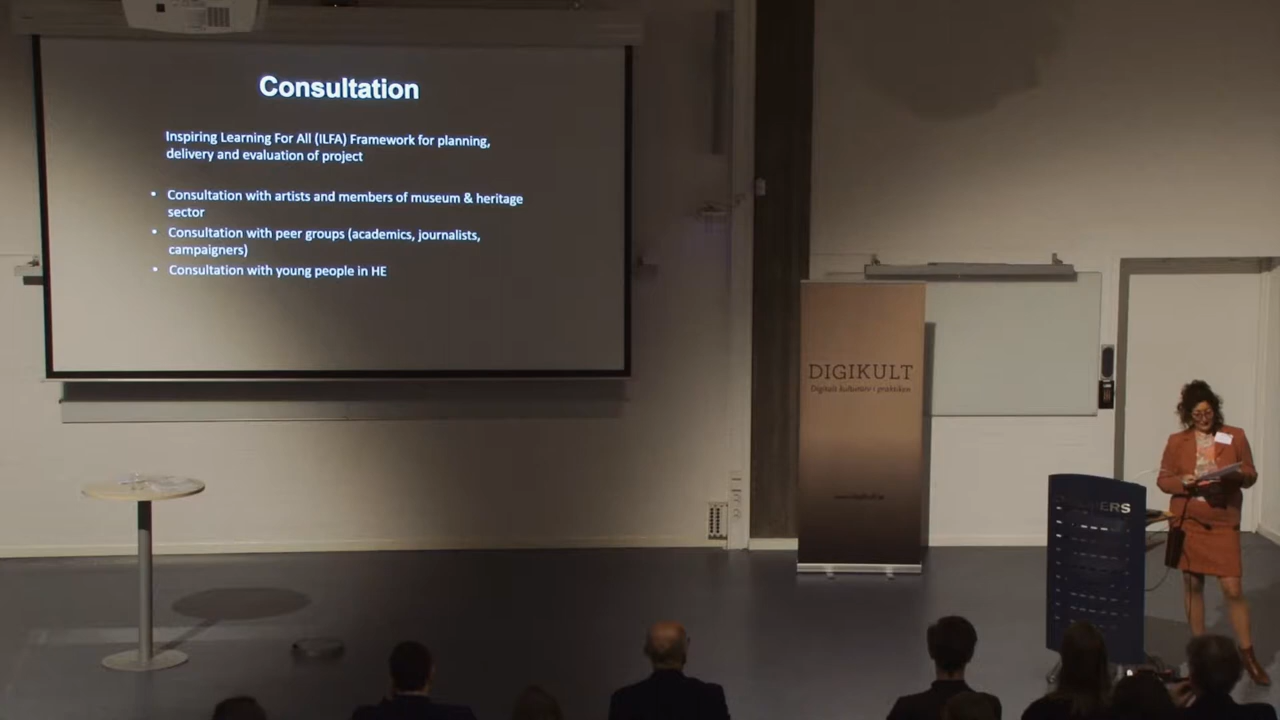 Consultation
Inspiring Learning For All (ILFA) Framework for planning,
delivery and evaluation of project
• Consultation with artists and members of museum & heritage
sector
• Consultation with peer groups (academics, journalists,
campaigners)
• Consultation with young people in HE
DIGIKULT
Digitalt kulturarv i praktiken
ERS